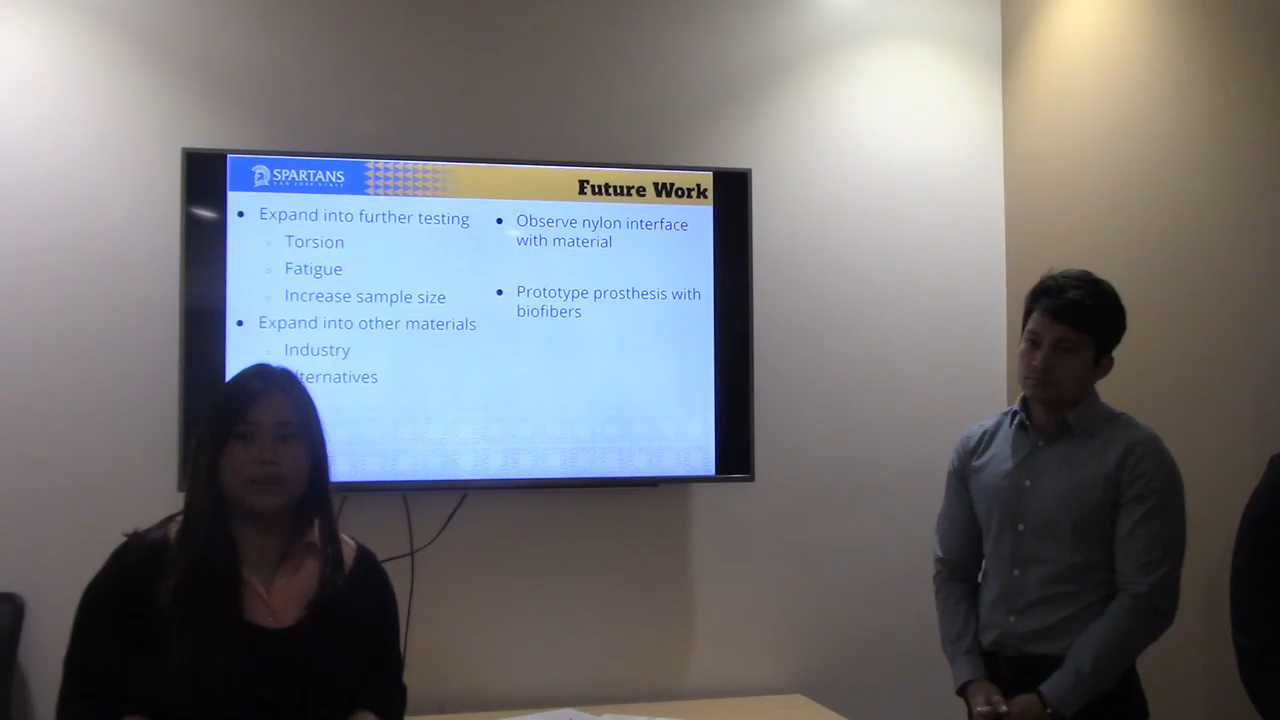 SPARTANS
SAN JOSE STATE
Future Work
Expand into further testing
Torsion
Fatigue
Increase sample size
Expand into other materials
Industry
lternatives
Observe nylon interface
with material
Prototype prosthesis with
biofibers